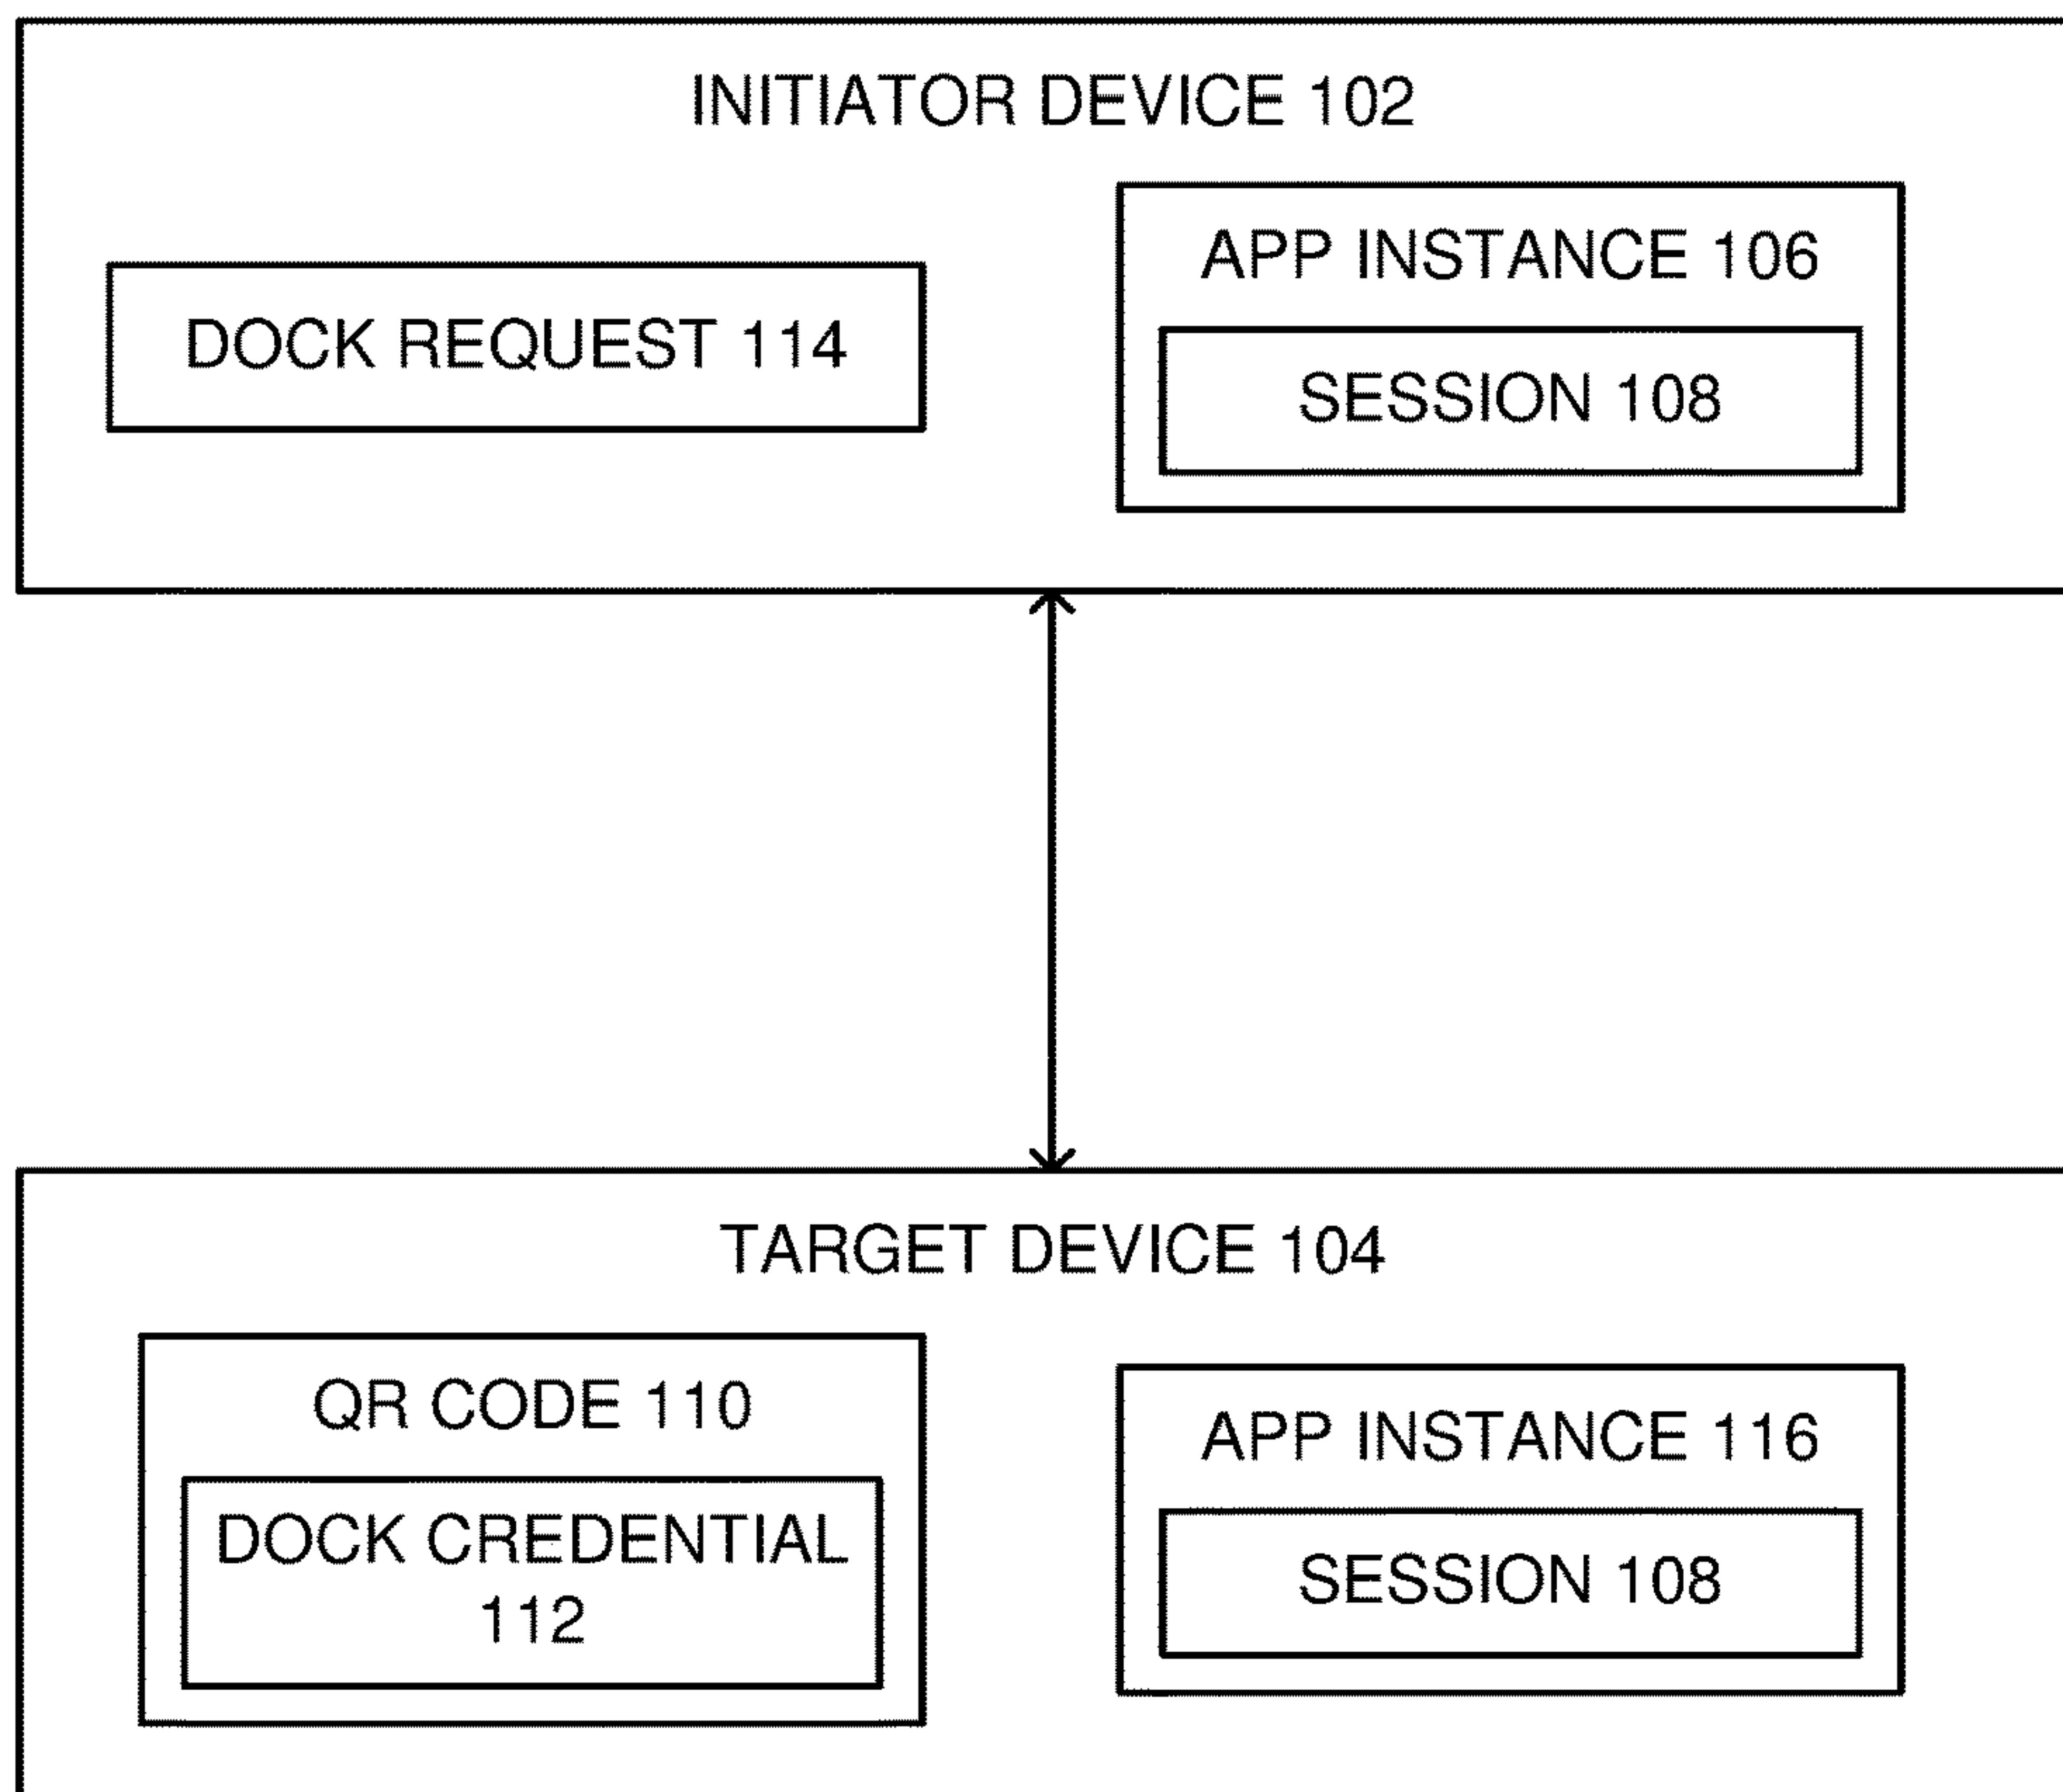 INITIATOR DEVICE 102
DOCK REQUEST 114
APP INSTANCE 106
SESSION 108
TARGET DEVICE 104
QR CODE 110
DOCK CREDENTIAL
112
APP INSTANCE 116
SESSION 108